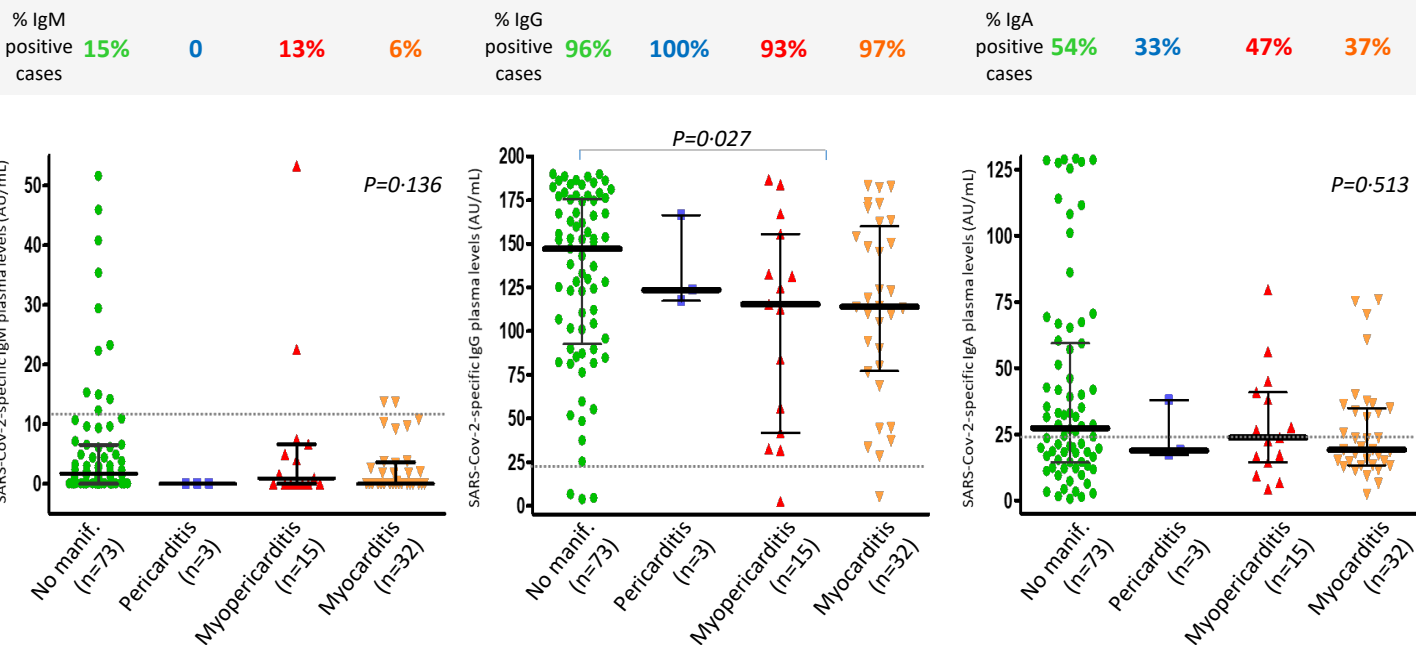 % IgM
positive
cases
15% 0 13% 6%
% IgG
positive
cases
96% 100% 93% 97%
% IgA
positive
cases
54% 33% 47% 37%
SARS-Cov-2-specific IgM plasma levels (AU/mL)
50
40
30
20
10
0
P=0·136
No manif.
(n=73)
Pericarditis
(n=3)
Myopericarditis
(n=15)
Myocarditis
(n=32)
SARS-Cov-2-specific IgG plasma levels (AU/mL)
200
175
150
125
100
75
50
25
0
P=0·027
No manif.
(n=73)
Pericarditis
(n=3)
Myopericarditis
(n=15)
Myocarditis
(n=32)
SARS-Cov-2-specific IgA plasma levels (AU/mL)
125
100
75
50
25
0
P=0·513
No manif.
(n=73)
Pericarditis
(n=3)
Myopericarditis
(n=15)
Myocarditis
(n=32)